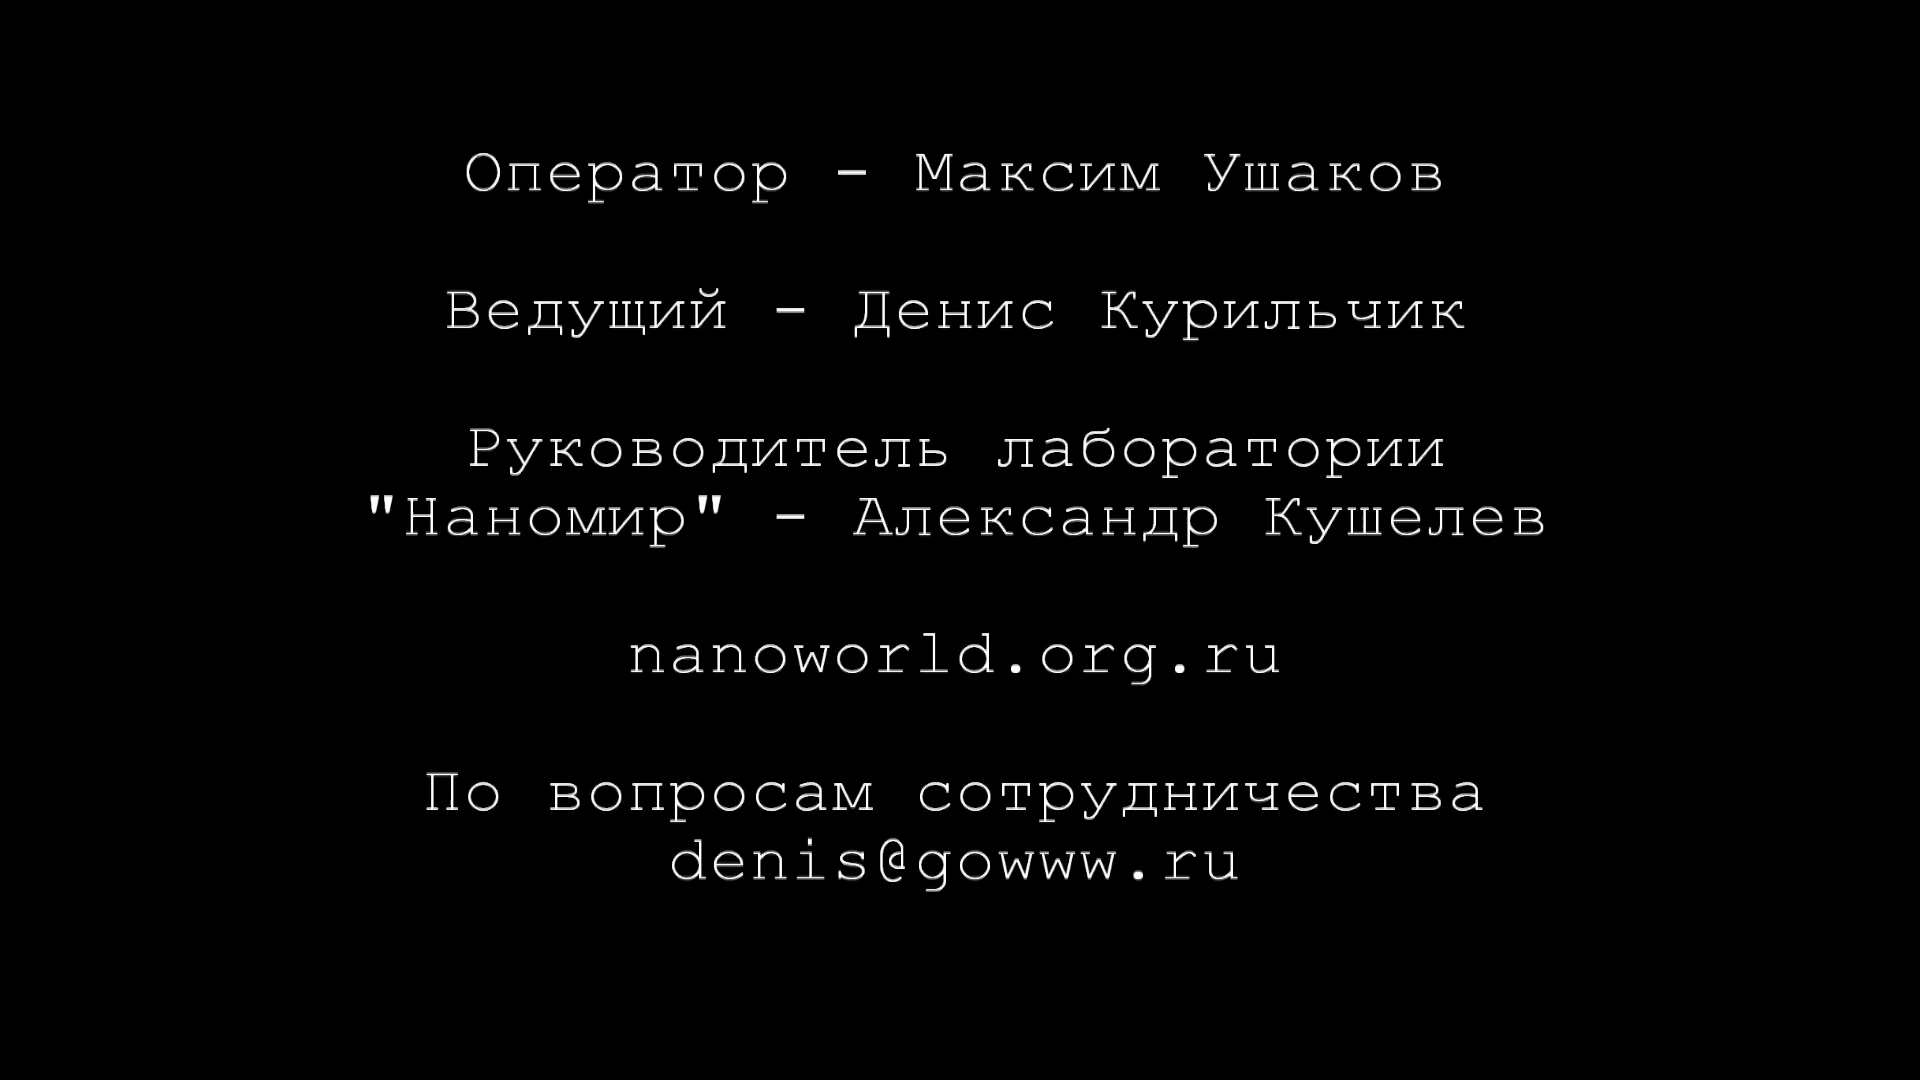 Оператор - Максим Ушаков
Ведущий - Денис Курильчик
Руководитель лаборатории
"Наномир" - Александр Кушелев
nanoworld.org.ru
По вопросам сотрудничества
denis@gowww.ru